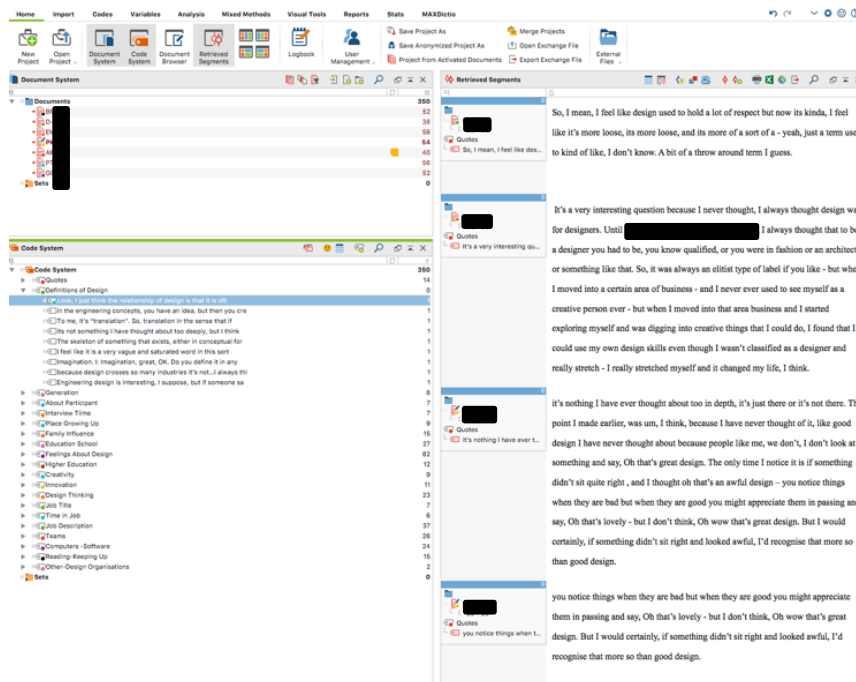 Home Import Codes Variables Analysis Mixed Methods Visual Tools Reports Stats MAXDictio
New Project
Open Project
Document System
Code System
Document Browser
Retrieved Segments
Logbook
User Management
Save Project As
Save Anonymized Project As
Project from Activated Documents
Merge Projects
Open Exchange File
Export Exchange File
External Files
Document System
Documents 350
52
38
58
54
40
56
52
Sets 0
Code System
Code System 350
Quotes 14
Definitions of Design 0
Look, I just think the relationship of design is that it is oft 1
In the engineering concepts, you have an idea, but then you cre 1
To me, it's "translation". So, translation in the sense that if 1
Its not something I have thought about too deeply, but I think 1
The skeleton of something that exists, either in conceptual for 1
I feel like it is a very vague and saturated word in this sort 1
Imagination. I: Imagination, great, OK. Do you define it in any 1
because design crosses so many industries it's not...I always thi 1
Engineering design is interesting, I suppose, but if someone sa 1
Generation 8
About Participant 7
Interview Time 7
Place Growing Up 9
Family Influence 15
Education School 27
Feelings About Design 82
Higher Education 12
Creativity 9
Innovation 11
Design Thinking 23
Job Title 7
Time in Job 6
Job Description 37
Teams 26
Computers -Software 24
Reading-Keeping Up 15
Other-Design Organisations 2
Sets 0
Retrieved Segments
Quotes
So, I mean, I feel like des...
So, I mean, I feel like design used to hold a lot of respect but now its kinda, I feel
like it's more loose, its more loose, and its more of a sort of a - yeah, just a term used
to kind of like, I don't know. A bit of a throw around term I guess.
Quotes
It's a very interesting qu...
It's a very interesting question because I never thought, I always thought design wa
for designers. Until I always thought that to be
a designer you had to be, you know qualified, or you were in fashion or an architect
or something like that. So, it was always an elitist type of label if you like - but whe
I moved into a certain area of business - and I never ever used to see myself as a
creative person ever - but when I moved into that area business and I started
exploring myself and was digging into creative things that I could do, I found that I
could use my own design skills even though I wasn't classified as a designer and
really stretch - I really stretched myself and it changed my life, I think.
Quotes
it's nothing I have ever t...
it's nothing I have ever thought about too in depth, it's just there or it's not there. Th
point I made earlier, was um, I think, because I have never thought of it, like good
design I have never thought about because people like me, we don't, I don't look at
something and say, Oh that's great design. The only time I notice it is if something
didn't sit quite right , and I thought oh that's an awful design – you notice things
when they are bad but when they are good you might appreciate them in passing and
say, Oh that's lovely - but I don't think, Oh wow that's great design. But I would
certainly, if something didn't sit right and looked awful, I'd recognise that more so
than good design.
Quotes
you notice things when t...
you notice things when they are bad but when they are good you might appreciate
them in passing and say, Oh that's lovely - but I don't think, Oh wow that's great
design. But I would certainly, if something didn't sit right and looked awful, I'd
recognise that more so than good design.